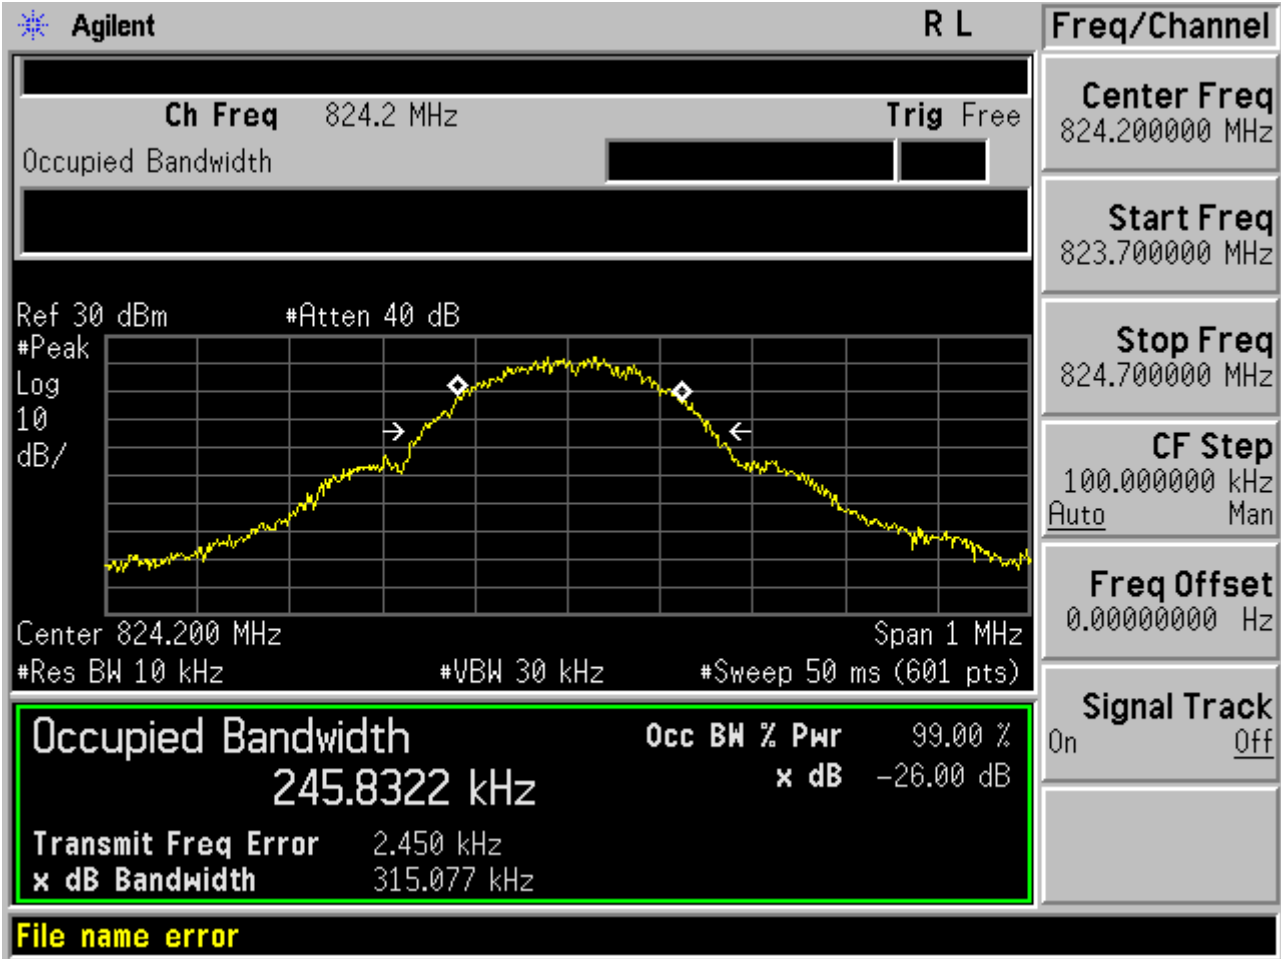 Agilent
R L
Freq/Channel
Ch Freq 824.2 MHz
Trig Free
Occupied Bandwidth
Center Freq
824.200000 MHz
Start Freq
823.700000 MHz
Stop Freq
824.700000 MHz
CF Step
100.000000 kHz
Auto Man
Freq Offset
0.00000000 Hz
Signal Track
On Off
Ref 30 dBm
#Atten 40 dB
#Peak
Log
10
dB/
Center 824.200 MHz
Span 1 MHz
#Res BW 10 kHz
#VBW 30 kHz
#Sweep 50 ms (601 pts)
Occupied Bandwidth
245.8322 kHz
Occ BW % Pwr 99.00 %
x dB -26.00 dB
Transmit Freq Error 2.450 kHz
x dB Bandwidth 315.077 kHz
File name error